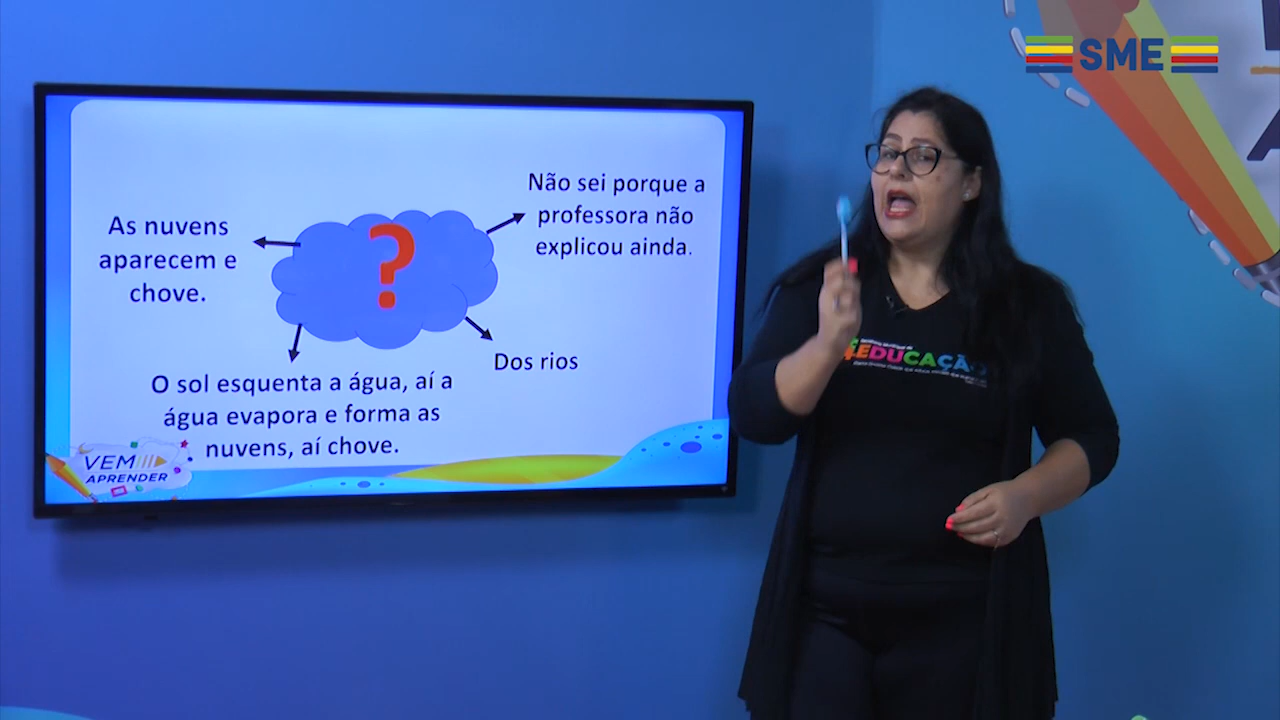 SME
Não sei porque a
professora não
explicou ainda.
As nuvens
aparecem e
chove.
?
Dos rios
O sol esquenta a água, aí a
água evapora e forma as
nuvens, aí chove.
VEM
APRENDER
EDUCAÇÃO